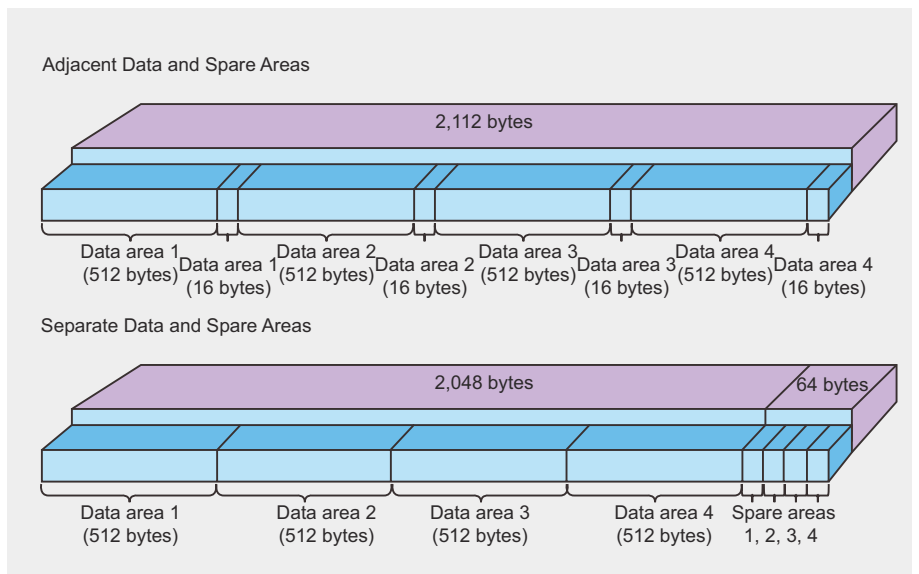 Adjacent Data and Spare Areas
2,112 bytes
Data area 1
(512 bytes)
Data area 1
(16 bytes)
Data area 2
(512 bytes)
Data area 2
(16 bytes)
Data area 3
(512 bytes)
Data area 3
(16 bytes)
Data area 4
(512 bytes)
Data area 4
(16 bytes)
Separate Data and Spare Areas
2,048 bytes
64 bytes
Data area 1
(512 bytes)
Data area 2
(512 bytes)
Data area 3
(512 bytes)
Data area 4
(512 bytes)
Spare areas
1, 2, 3, 4